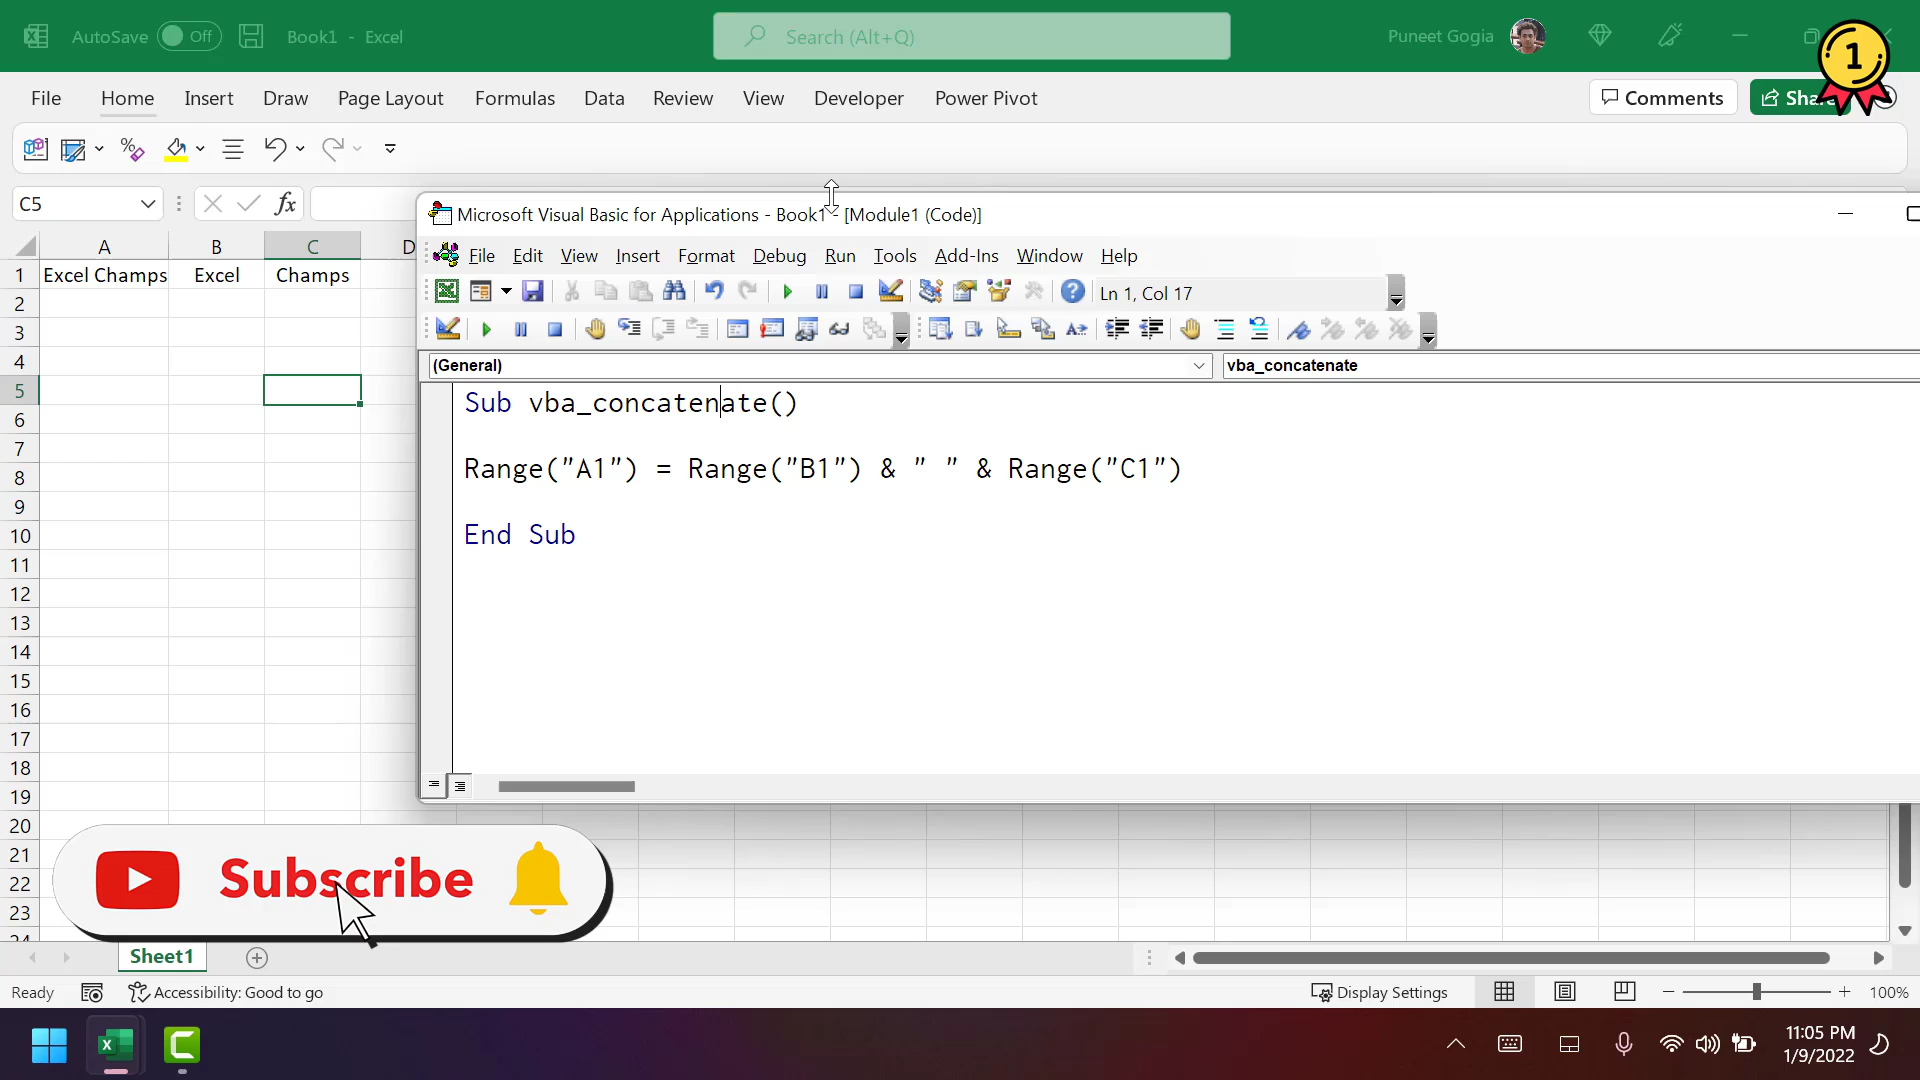 AutoSave Off Book1 - Excel Search (Alt+Q) Puneet Gogia
1
File Home Insert Draw Page Layout Formulas Data Review View Developer Power Pivot Comments
C5 fx
Microsoft Visual Basic for Applications - Book1 - [Module1 (Code)]
A B C D
File Edit View Insert Format Debug Run Tools Add-Ins Window Help
1 Excel Champs Excel Champs
Ln 1, Col 17
2
3
4
5
6
7
8
9
10
11
12
13
14
15
16
17
18
19
20
21
22
23
24
(General) vba_concatenate
Sub vba_concatenate()
Range("A1") = Range("B1") & " " & Range("C1")
End Sub
Subscribe
Sheet1
Ready Accessibility: Good to go Display Settings 100%
11:05 PM
1/9/2022